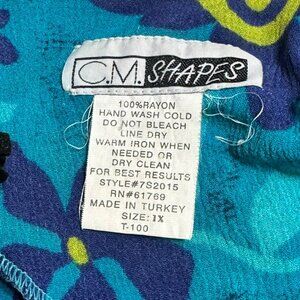 C.M. SHAPES
100%RAYON
HAND WASH COLD
DO NOT BLEACH
LINE DRY
WARM IRON WHEN
NEEDED OR
DRY CLEAN
FOR BEST RESULTS
STYLE#7S2015
RN#61769
MADE IN TURKEY
SIZE: 1X
T-100